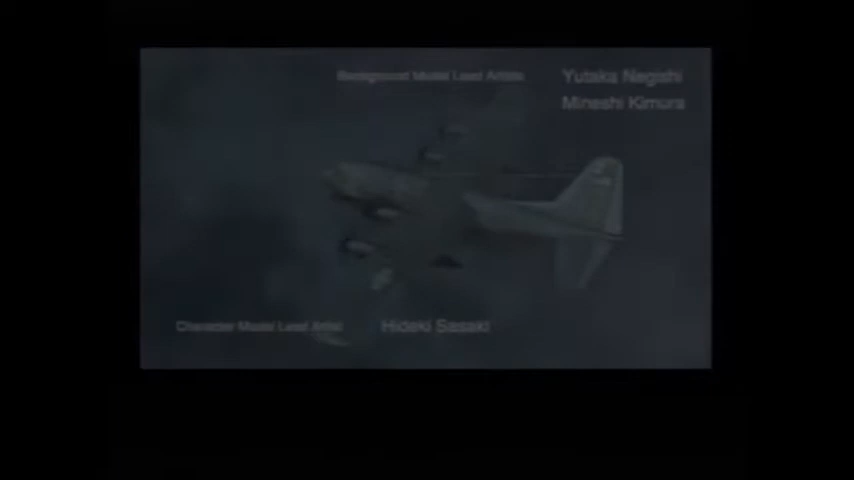 Background Model Lead Artists
Yutaka Negishi
Mineshi Kimura
Character Model Lead Artist
Hideki Sasaki